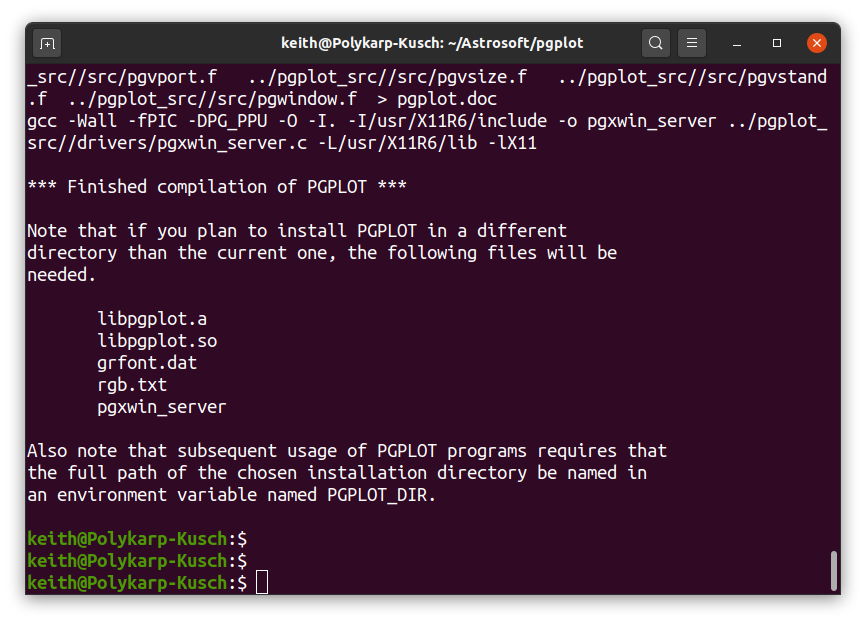 keith@Polykarp-Kusch: ~/Astrosoft/pgplot
_src//src/pgvport.f   ../pgplot_src//src/pgvsize.f   ../pgplot_src//src/pgvstand
.f  ../pgplot_src//src/pgwindow.f  > pgplot.doc
gcc -Wall -fPIC -DPG_PPU -O -I. -I/usr/X11R6/include -o pgxwin_server ../pgplot_
src//drivers/pgxwin_server.c -L/usr/X11R6/lib -lX11
*** Finished compilation of PGPLOT ***
Note that if you plan to install PGPLOT in a different
directory than the current one, the following files will be
needed.
libpgplot.a
libpgplot.so
grfont.dat
rgb.txt
pgxwin_server
Also note that subsequent usage of PGPLOT programs requires that
the full path of the chosen installation directory be named in
an environment variable named PGPLOT_DIR.
keith@Polykarp-Kusch:$
keith@Polykarp-Kusch:$
keith@Polykarp-Kusch:$